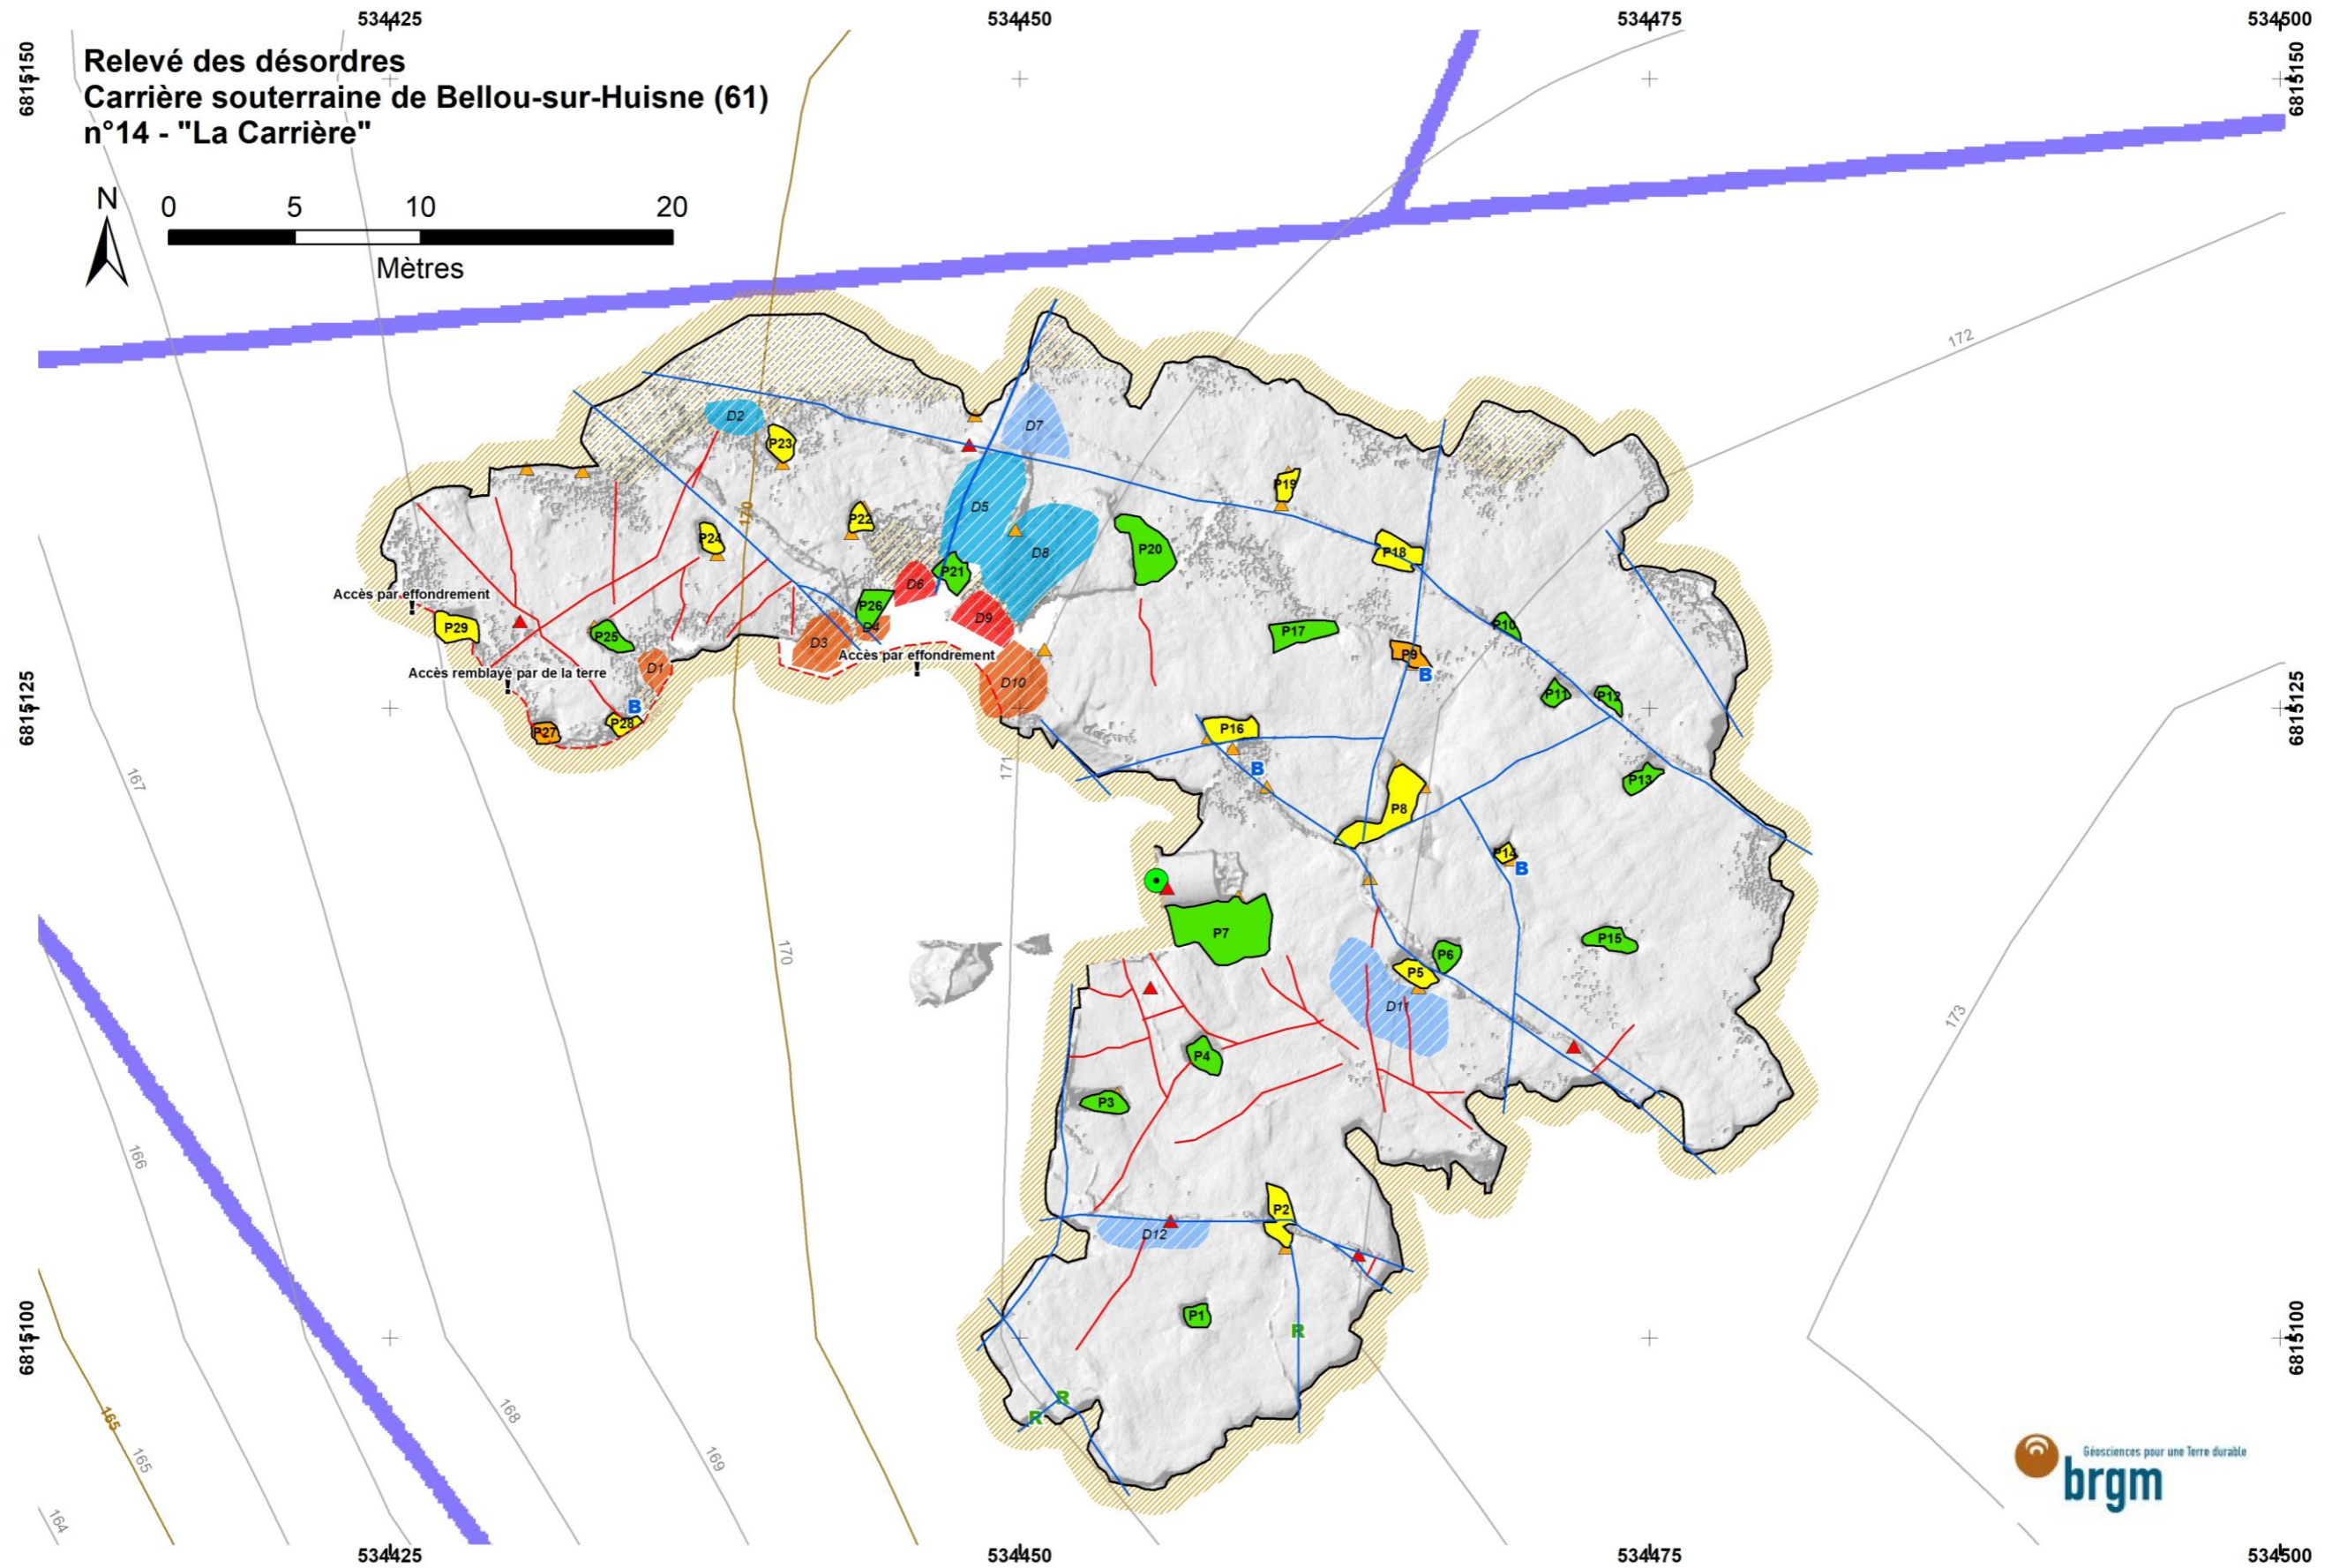 534425 534450 534475 534500
6815150 6815150
Relevé des désordres
Carrière souterraine de Bellou-sur-Huisne (61)
n°14 - "La Carrière"
N 0 5 10 20
Mètres
172
D2
D7
P23
P19
D5
170
P22
P24
D8
P20
P18
P21
D6
Accès par effondrement
!
P26
P29
P25
D4
D9
P17
P10
D3
Accès par effondrement
!
P9
B
D1
Accès remblayé par de la terre
!
D10
P11
P12
6815125 6815125
B
P28
P27
P16
171
B
167
P13
P8
P14
B
P7
P15
170
P6
P5
D11
173
P4
P3
166
P2
D12
P1
R
6815100 6815100
R
R
165
168
169
165
164
Géosciences pour une Terre durable
brgm
534425 534450 534475 534500